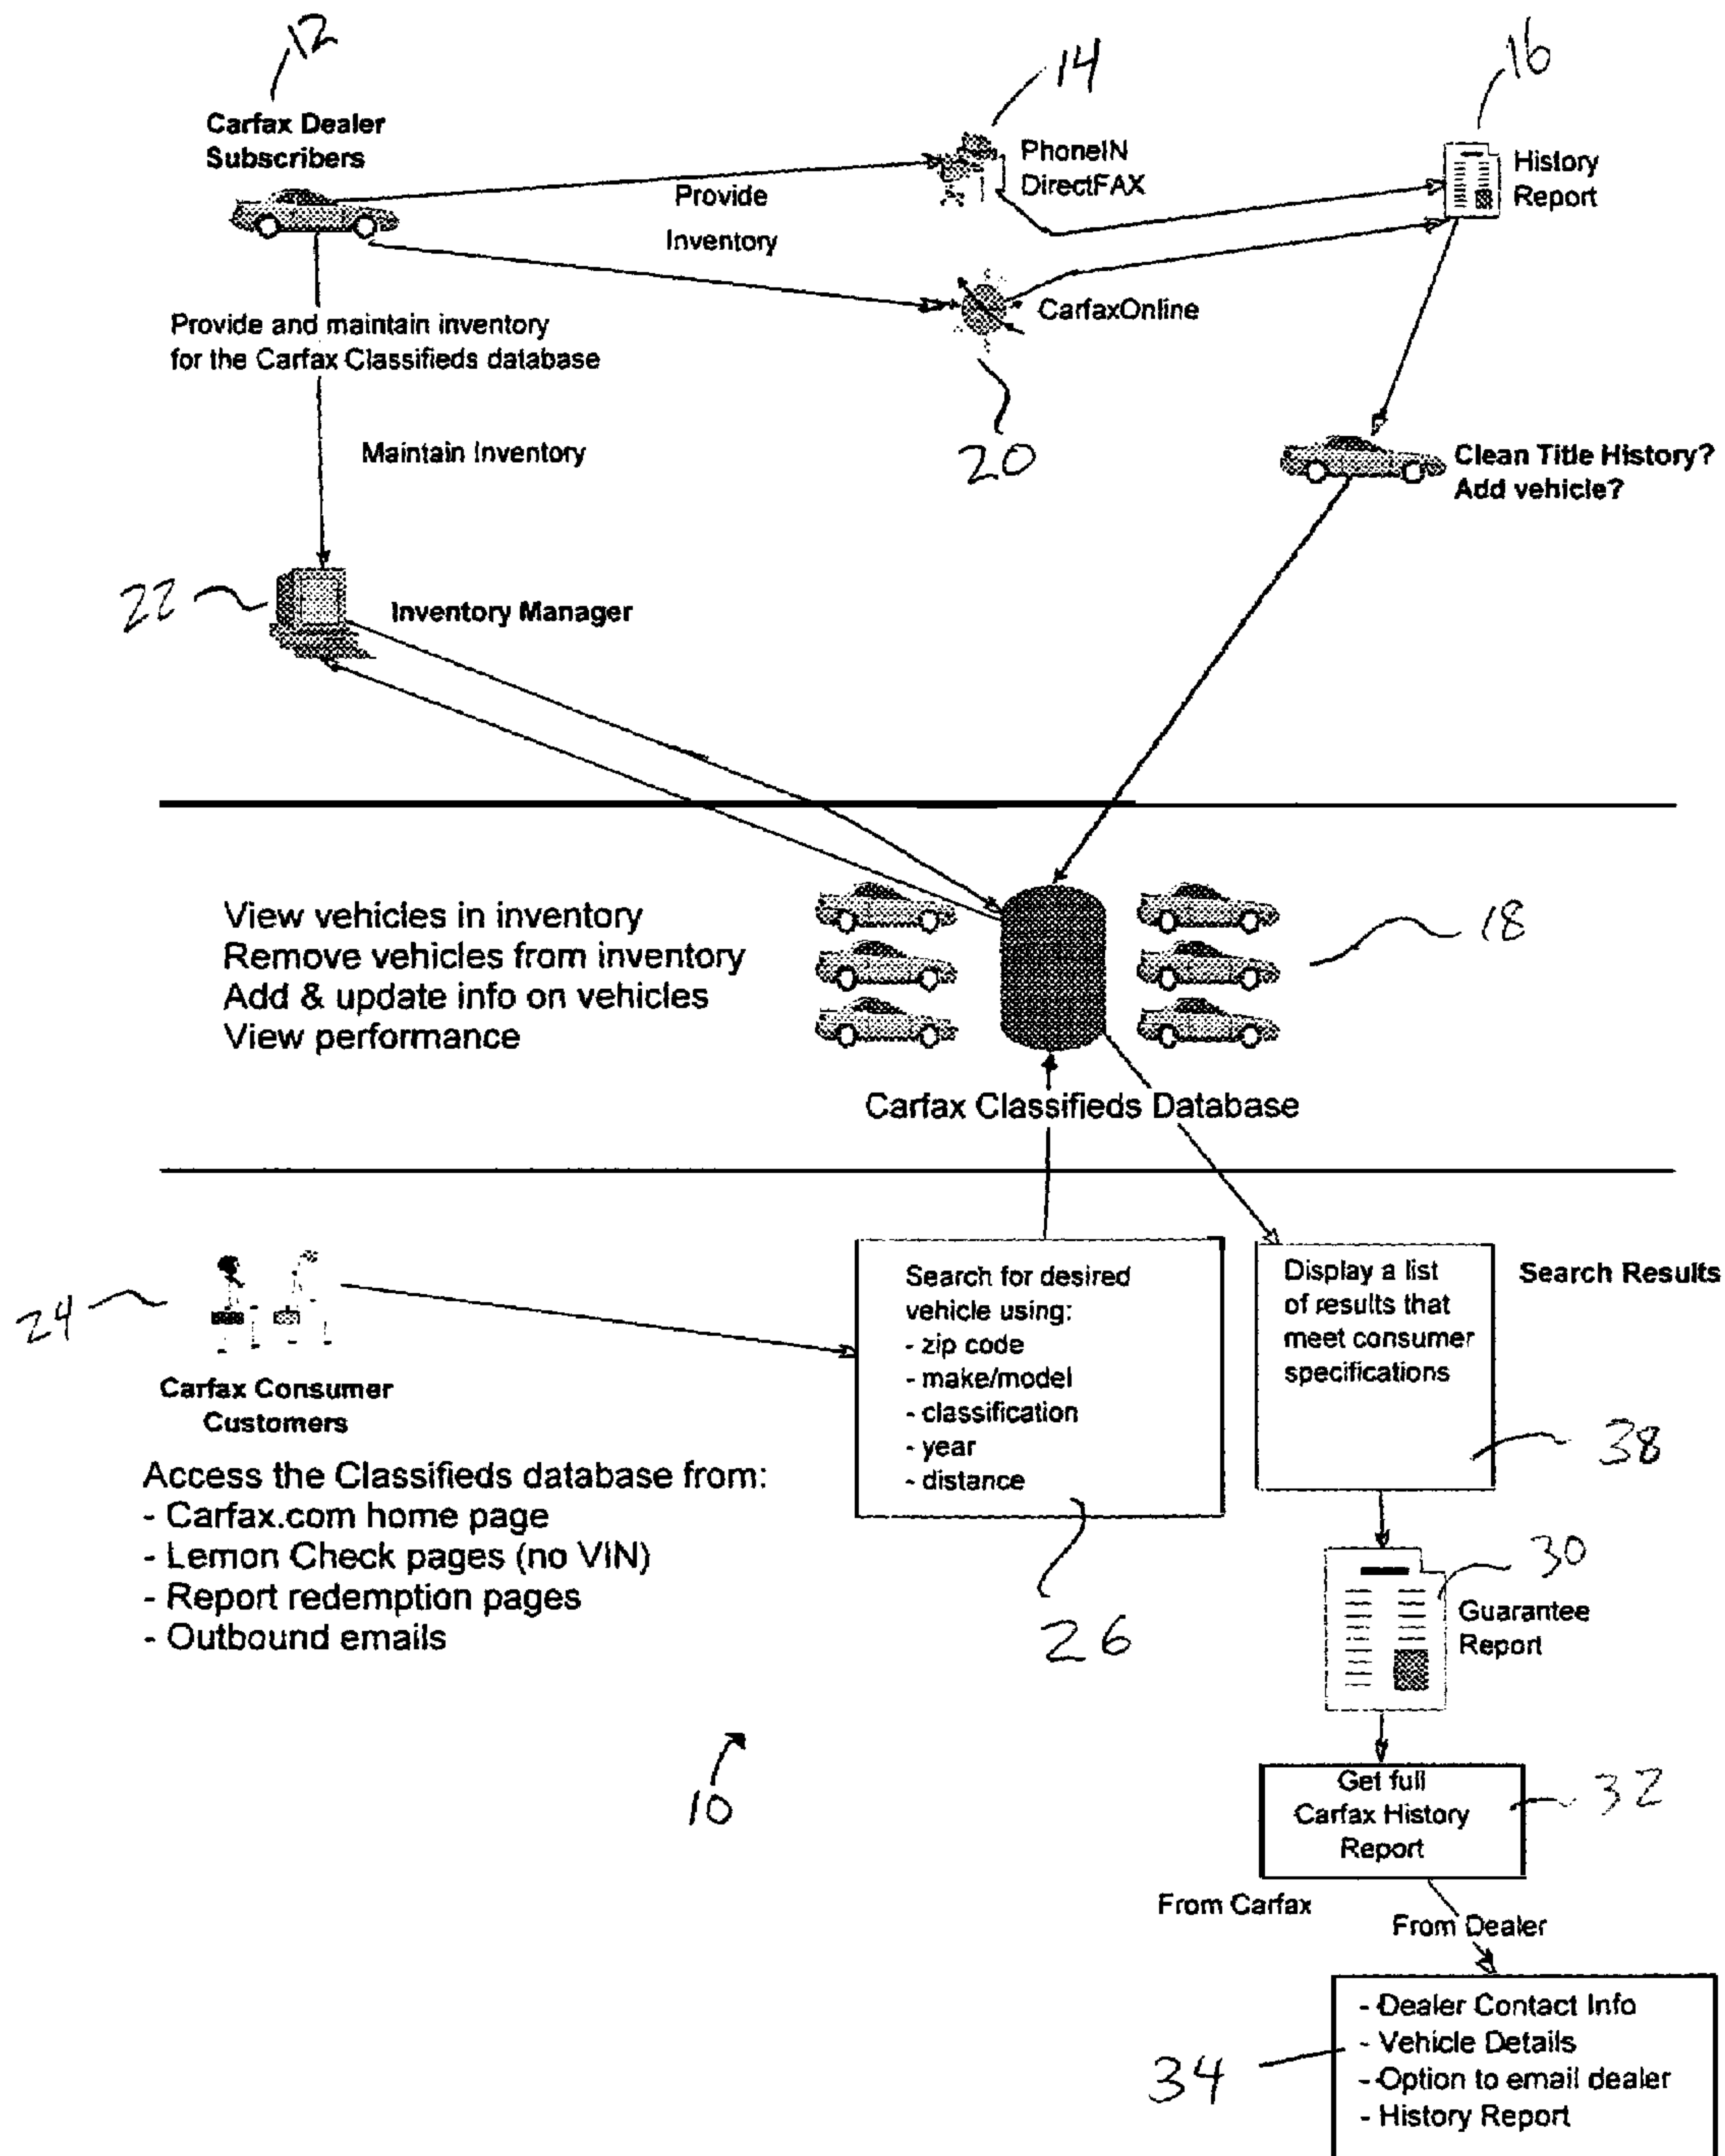 12
14
16
Carfax Dealer
Subscribers
PhoneIN
DirectFAX
History
Report
Provide
Inventory
CarfaxOnline
Provide and maintain inventory
for the Carfax Classifieds database
20
Maintain Inventory
Clean Title History?
Add vehicle?
22
Inventory Manager
View vehicles in inventory
Remove vehicles from inventory
Add & update info on vehicles
View performance
18
Carfax Classifieds Database
24
Carfax Consumer
Customers
Access the Classifieds database from:
- Carfax.com home page
- Lemon Check pages (no VIN)
- Report redemption pages
- Outbound emails
Search for desired
vehicle using:
- zip code
- make/model
- classification
- year
- distance
26
Display a list
of results that
meet consumer
specifications
Search Results
38
30
Guarantee
Report
10
Get full
Carfax History
Report
32
From Carfax
From Dealer
34
- Dealer Contact Info
- Vehicle Details
- Option to email dealer
- History Report